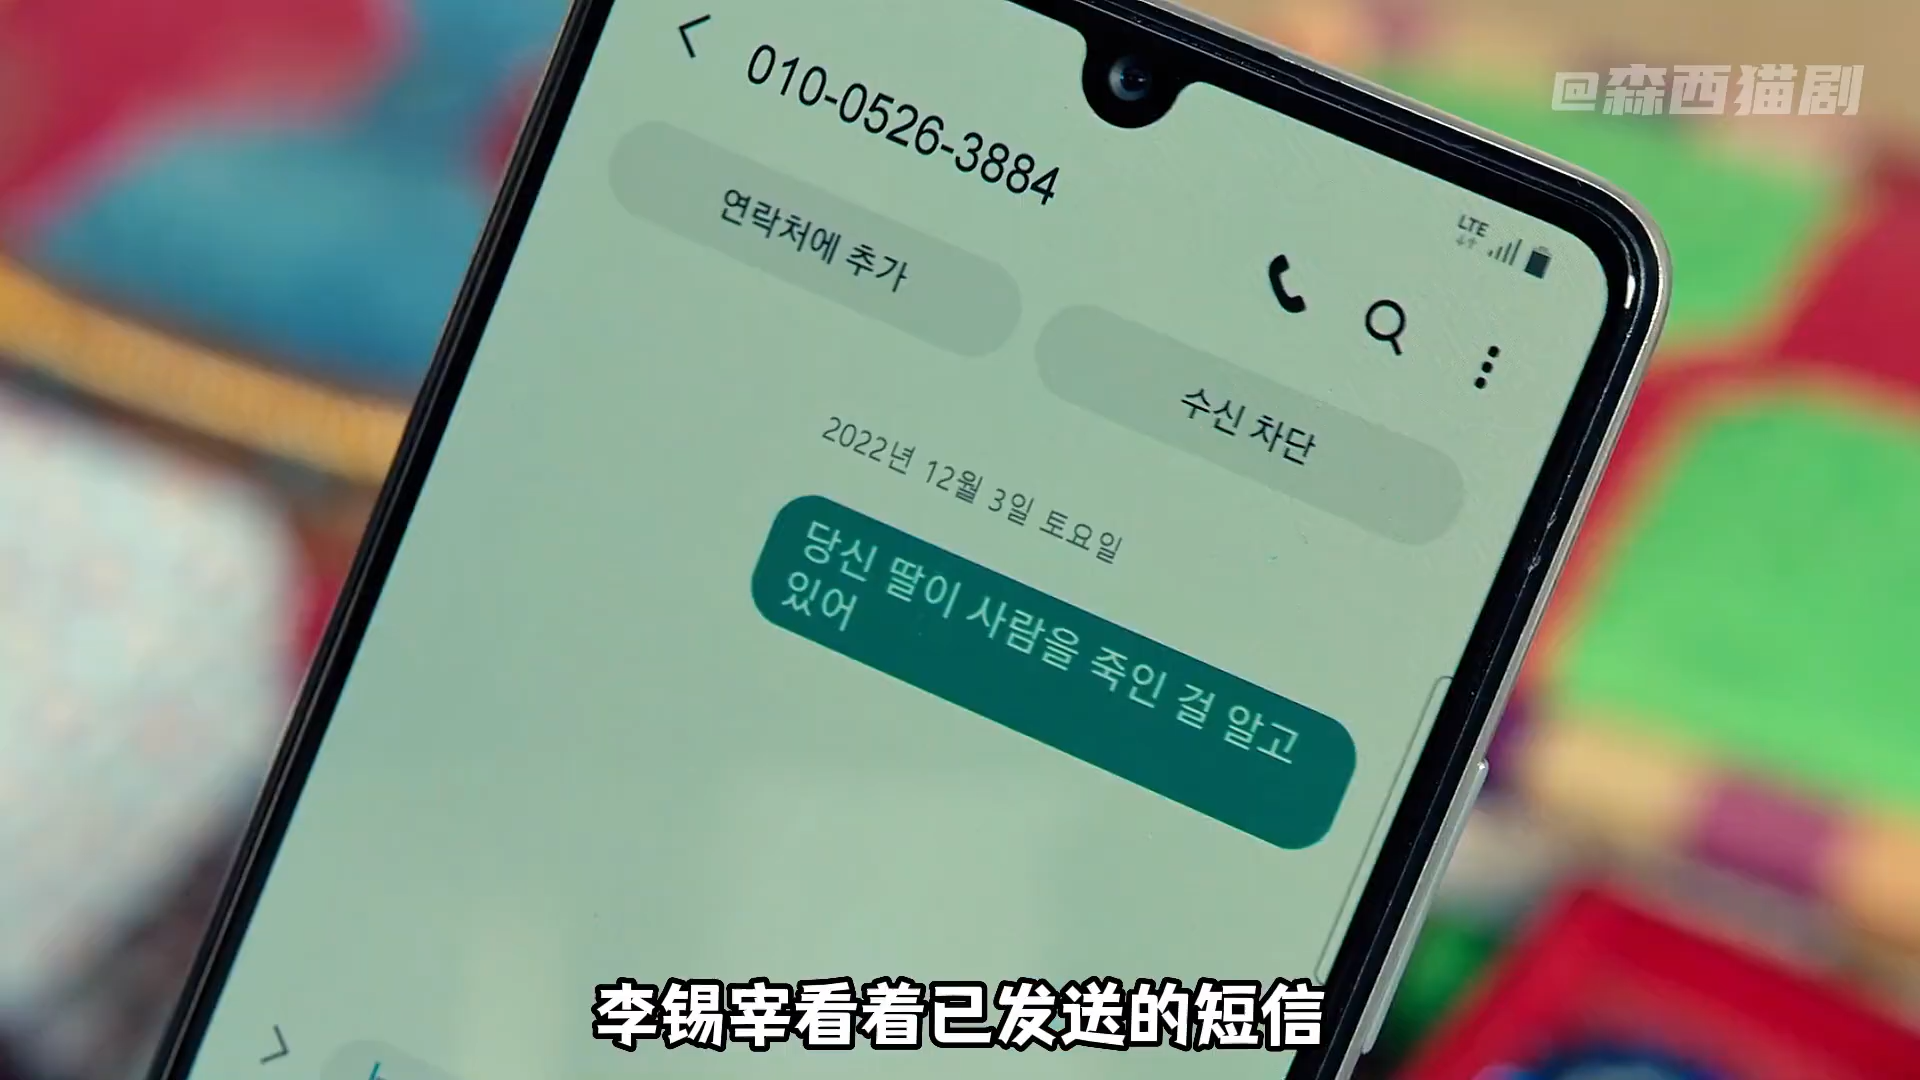 @森西猫剧
010-0526-3884
LTE
연락처에 추가
수신 차단
2022년 12월 3일 토요일
당신 딸이 사람을 죽인 걸 알고
있어
李锡宰看着已发送的短信